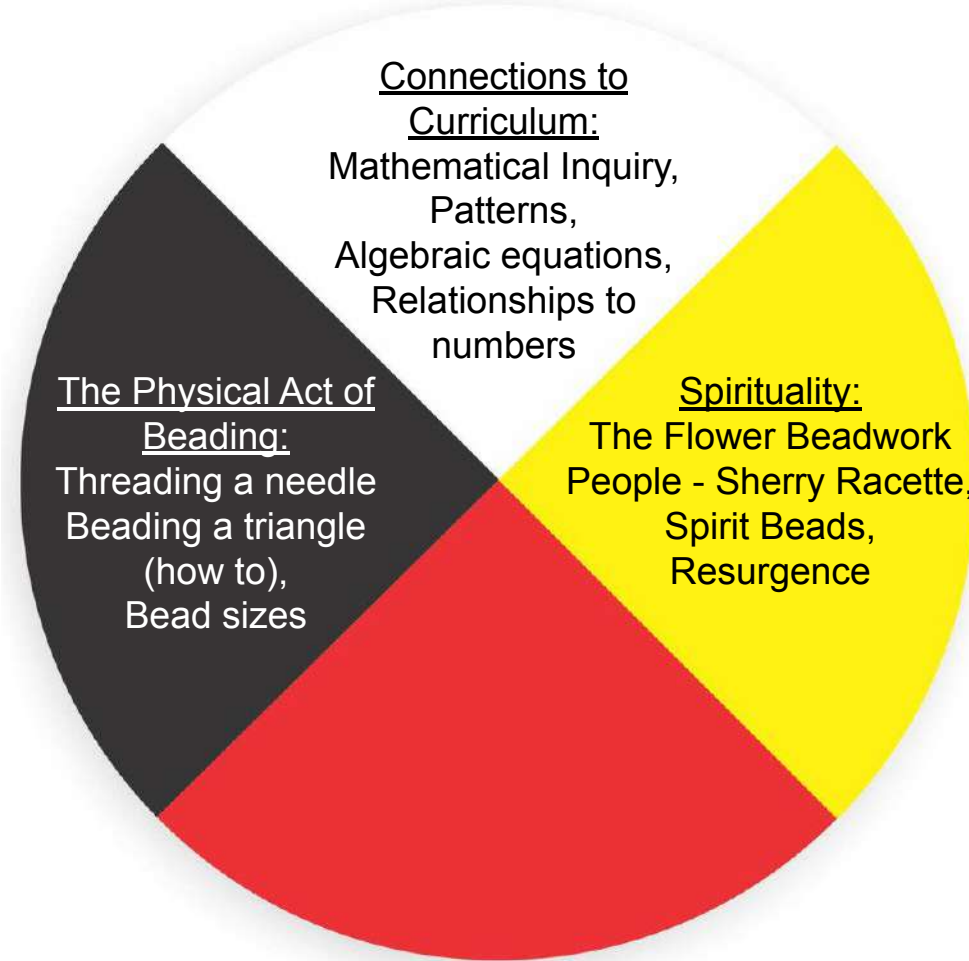 Connections to
Curriculum:
Mathematical Inquiry,
Patterns,
Algebraic equations,
Relationships to
numbers
The Physical Act of
Beading:
Threading a needle
Beading a triangle
(how to),
Bead sizes
Spirituality:
The Flower Beadwork
People - Sherry Racette,
Spirit Beads,
Resurgence